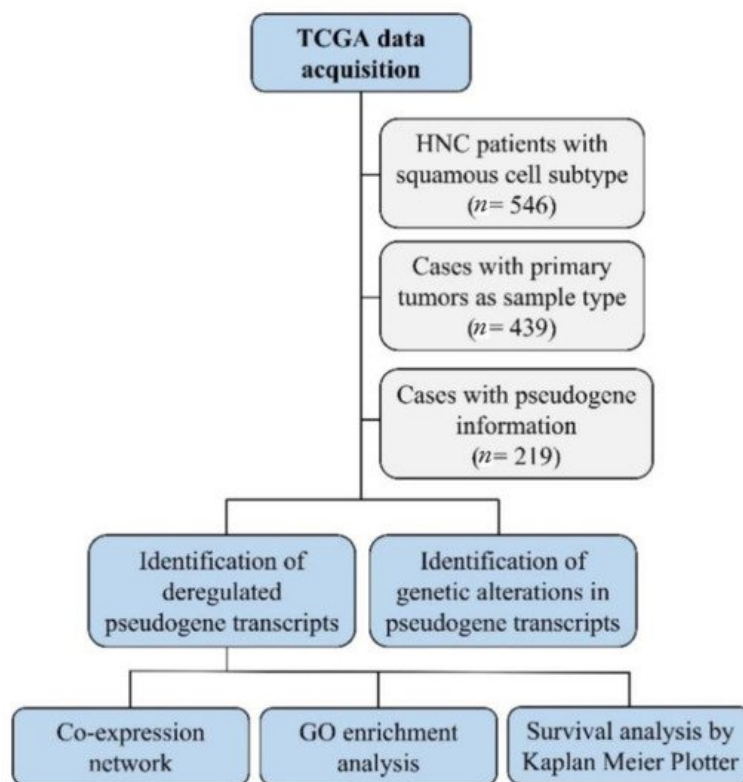 TCGA data
acquisition
HNC patients with
squamous cell subtype
(n= 546)
Cases with primary
tumors as sample type
(n= 439)
Cases with pseudogene
information
(n= 219)
Identification of
deregulated
pseudogene transcripts
Identification of
genetic alterations in
pseudogene transcripts
Co-expression
network
GO enrichment
analysis
Survival analysis by
Kaplan Meier Plotter